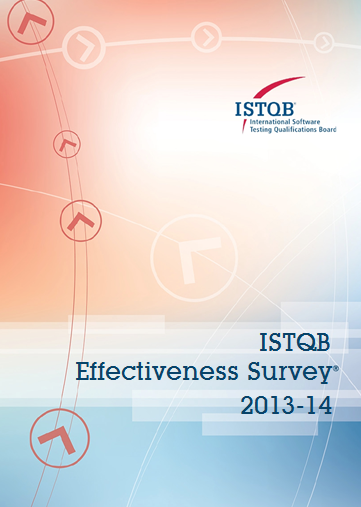 ISTQB®
International Software
Testing Qualifications Board
ISTQB
Effectiveness Survey®
2013-14